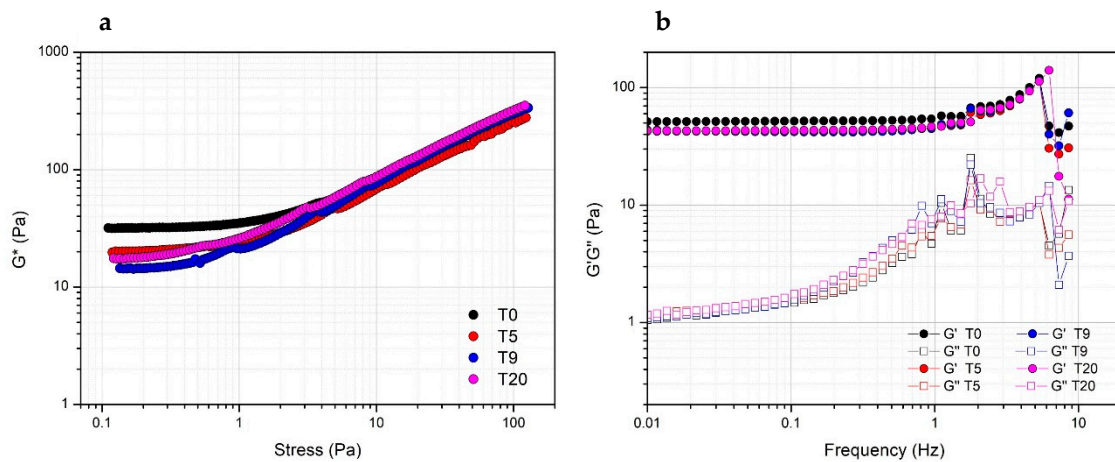 a
1000
100
10
1
G* (Pa)
0.1
1
10
100
Stress (Pa)
T0
T5
T9
T20
b
100
10
1
G'G" (Pa)
0.01
0.1
1
10
Frequency (Hz)
G' T0
G" T0
G' T5
G" T5
G' T9
G" T9
G' T20
G" T20